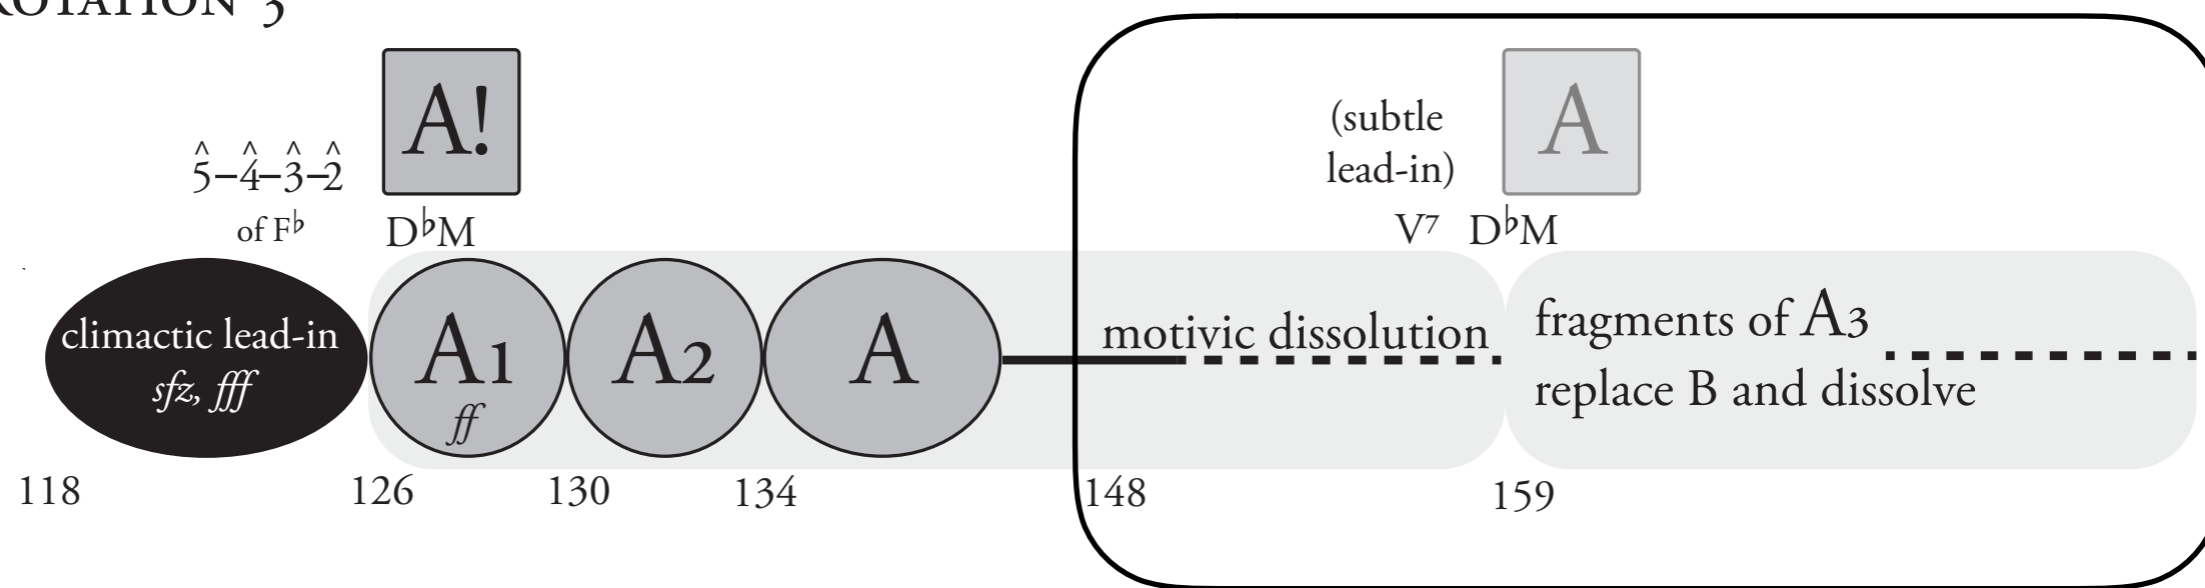 ROTATION 3
A!
(subtle
lead-in)
A
^ ^ ^ ^
5–4–3–2
of F♭
D♭M
V7 D♭M
climactic lead-in
sfz, fff
A1
ff
A2
A
motivic dissolution
fragments of A3
replace B and dissolve
118
126
130
134
148
159